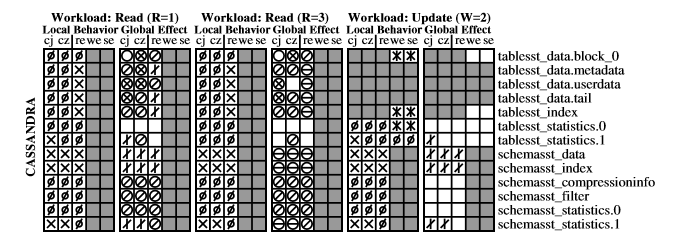 Workload: Read (R=1) Workload: Read (R=3) Workload: Update (W=2)
Local Behavior Global Effect Local Behavior Global Effect Local Behavior Global Effect
cj cz re we se cj cz re we se cj cz re we se cj cz re we se cj cz re we se cj cz re we se
tablesst_data.block_0
tablesst_data.metadata
tablesst_data.userdata
tablesst_data.tail
tablesst_index
tablesst_statistics.0
tablesst_statistics.1
schemasst_data
schemasst_index
schemasst_compressioninfo
schemasst_filter
schemasst_statistics.0
schemasst_statistics.1
CASSANDRA